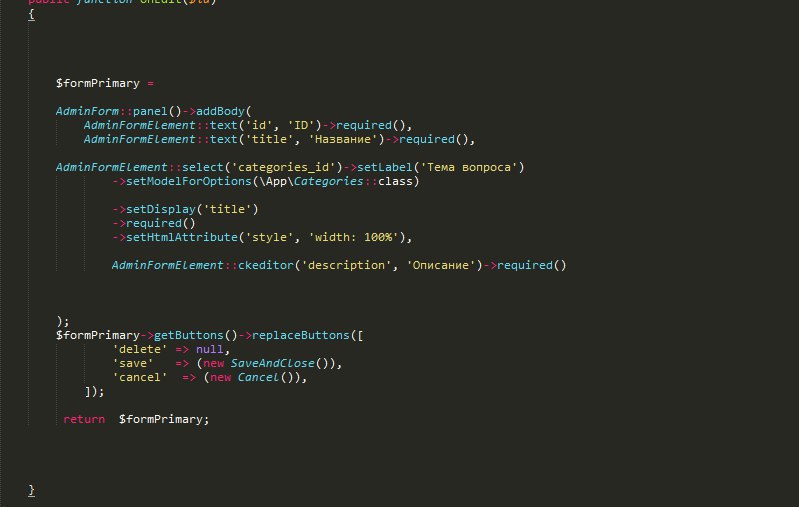 public function onEdit($id)
{
$formPrimary =
AdminForm::panel()->addBody(
AdminFormElement::text('id', 'ID')->required(),
AdminFormElement::text('title', 'Название')->required(),
AdminFormElement::select('categories_id')->setLabel('Тема вопроса')
->setModelForOptions(\App\Categories::class)
->setDisplay('title')
->required()
->setHtmlAttribute('style', 'width: 100%'),
AdminFormElement::ckeditor('description', 'Описание')->required()
);
$formPrimary->getButtons()->replaceButtons([
'delete' => null,
'save' => (new SaveAndClose()),
'cancel' => (new Cancel()),
]);
return $formPrimary;
}